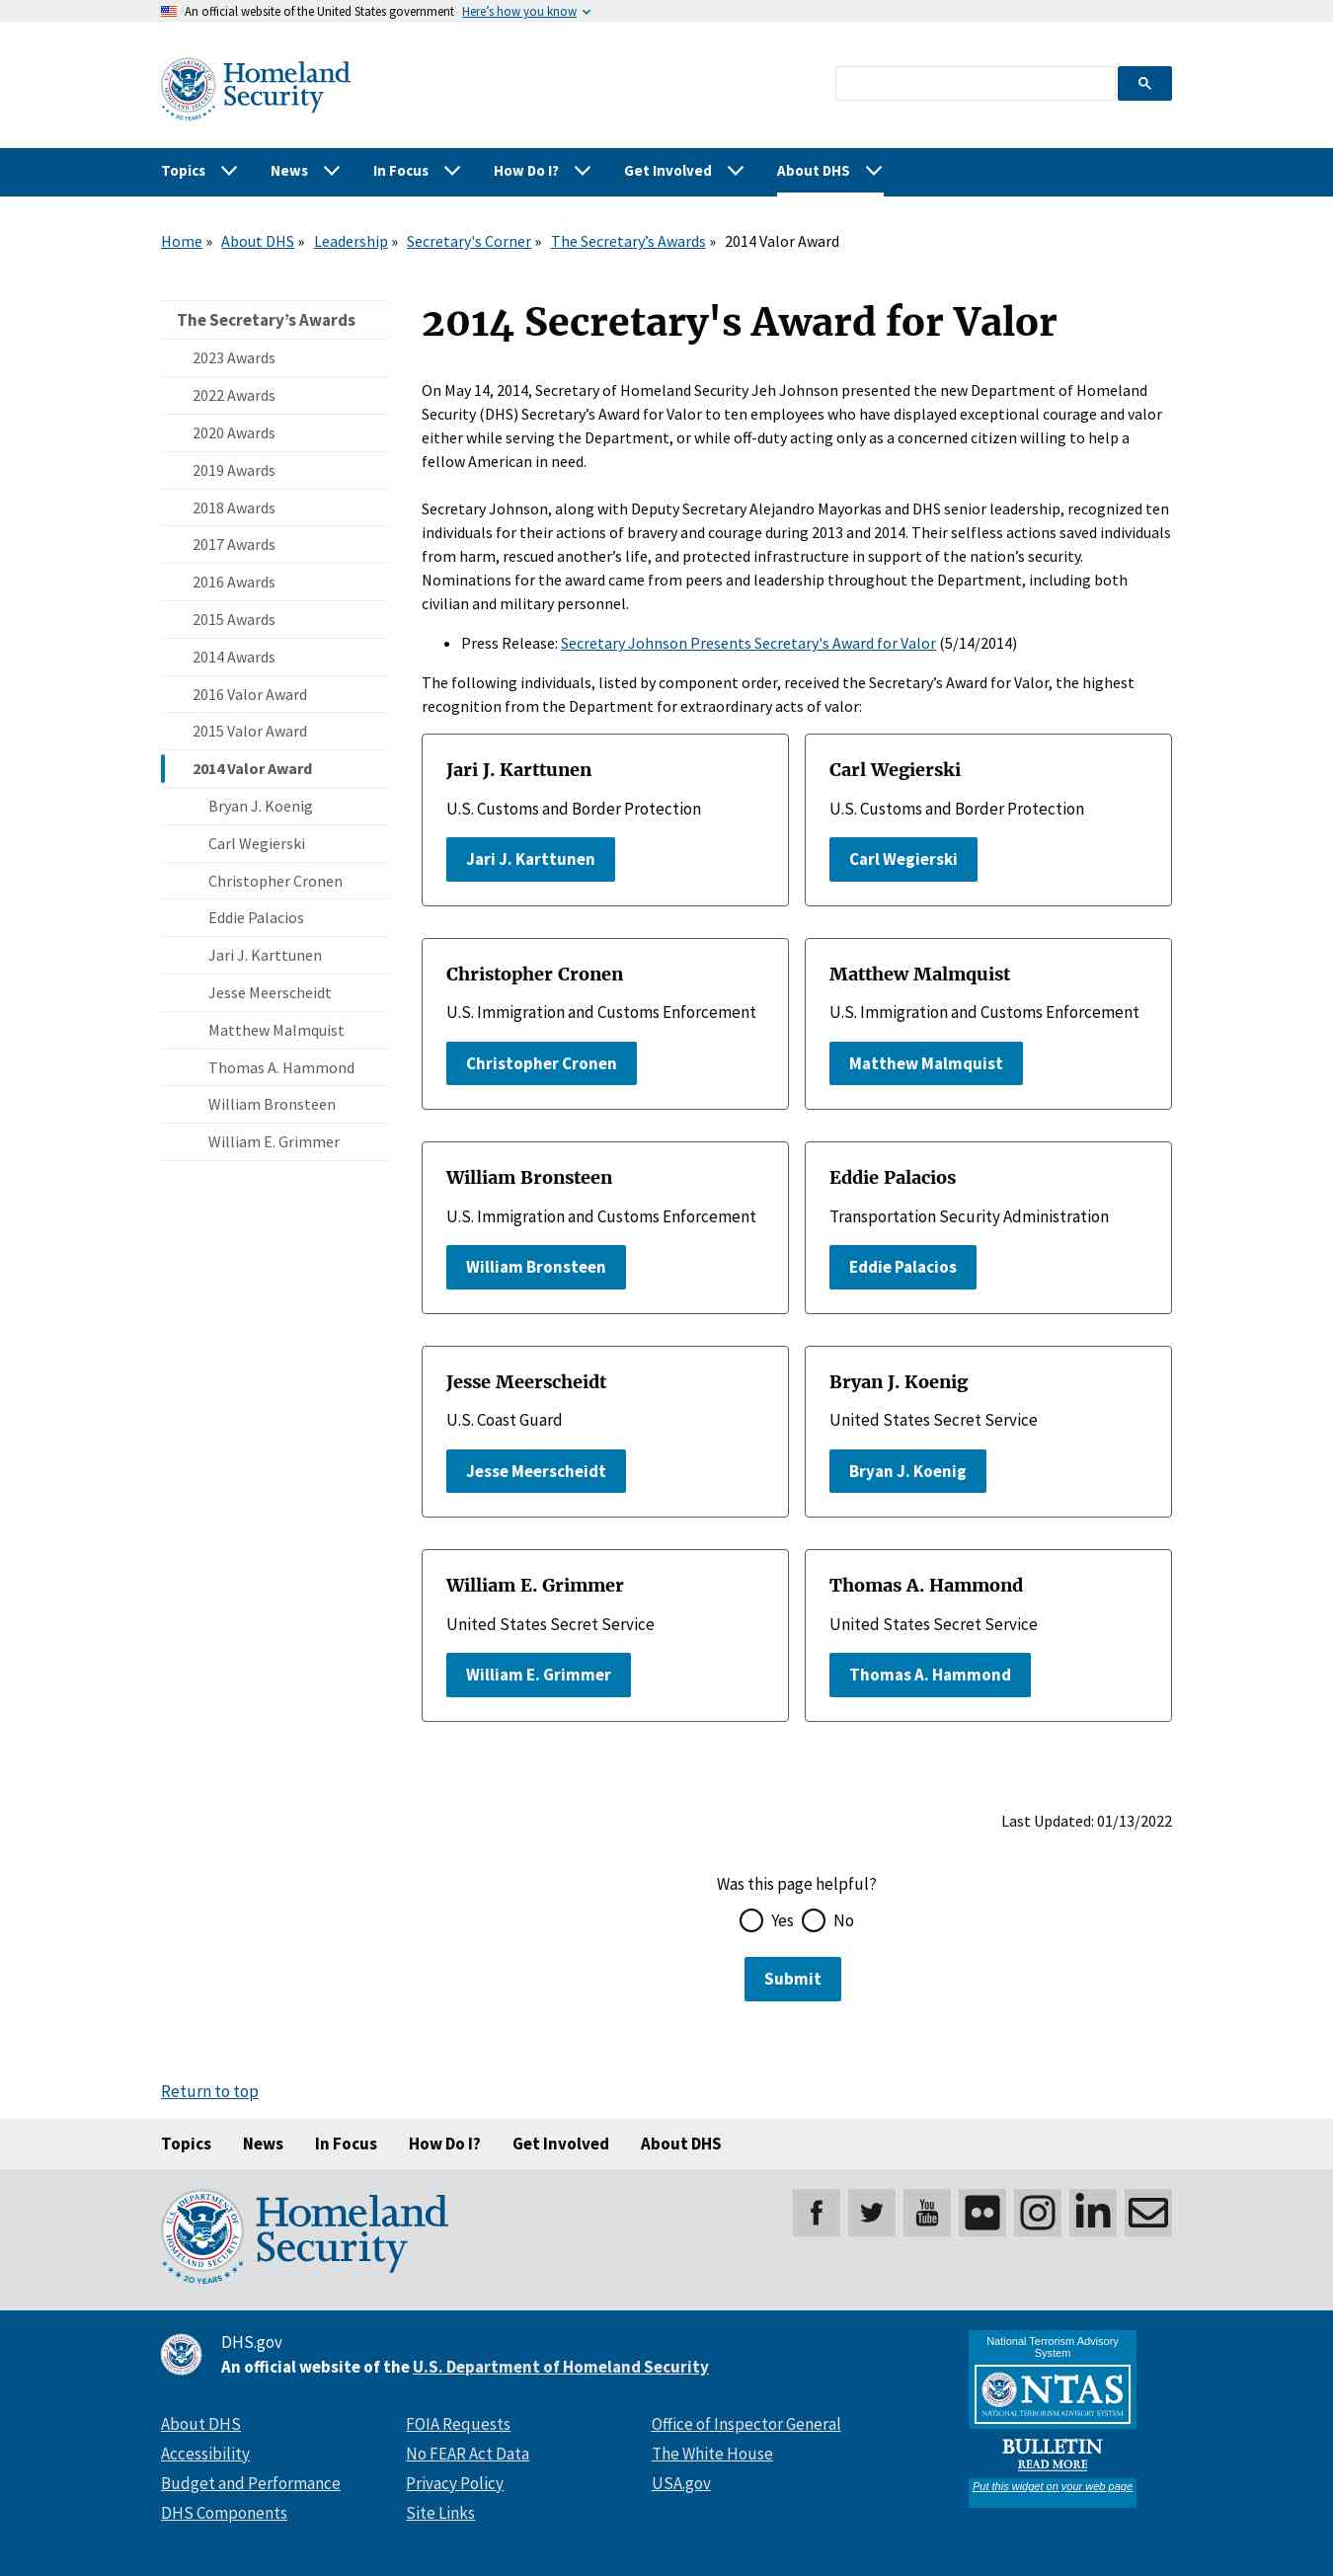 An official website of the United States government Here's how you know
U.S. DEPARTMENT OF HOMELAND SECURITY
20 YEARS
Homeland
Security
Topics News In Focus How Do I? Get Involved About DHS
Home » About DHS » Leadership » Secretary's Corner » The Secretary’s Awards » 2014 Valor Award
The Secretary’s Awards
2023 Awards
2022 Awards
2020 Awards
2019 Awards
2018 Awards
2017 Awards
2016 Awards
2015 Awards
2014 Awards
2016 Valor Award
2015 Valor Award
2014 Valor Award
Bryan J. Koenig
Carl Wegierski
Christopher Cronen
Eddie Palacios
Jari J. Karttunen
Jesse Meerscheidt
Matthew Malmquist
Thomas A. Hammond
William Bronsteen
William E. Grimmer
2014 Secretary's Award for Valor
On May 14, 2014, Secretary of Homeland Security Jeh Johnson presented the new Department of Homeland
Security (DHS) Secretary’s Award for Valor to ten employees who have displayed exceptional courage and valor
either while serving the Department, or while off-duty acting only as a concerned citizen willing to help a
fellow American in need.
Secretary Johnson, along with Deputy Secretary Alejandro Mayorkas and DHS senior leadership, recognized ten
individuals for their actions of bravery and courage during 2013 and 2014. Their selfless actions saved individuals
from harm, rescued another’s life, and protected infrastructure in support of the nation’s security.
Nominations for the award came from peers and leadership throughout the Department, including both
civilian and military personnel.
• Press Release: Secretary Johnson Presents Secretary's Award for Valor (5/14/2014)
The following individuals, listed by component order, received the Secretary’s Award for Valor, the highest
recognition from the Department for extraordinary acts of valor:
Jari J. Karttunen
U.S. Customs and Border Protection
Jari J. Karttunen
Carl Wegierski
U.S. Customs and Border Protection
Carl Wegierski
Christopher Cronen
U.S. Immigration and Customs Enforcement
Christopher Cronen
Matthew Malmquist
U.S. Immigration and Customs Enforcement
Matthew Malmquist
William Bronsteen
U.S. Immigration and Customs Enforcement
William Bronsteen
Eddie Palacios
Transportation Security Administration
Eddie Palacios
Jesse Meerscheidt
U.S. Coast Guard
Jesse Meerscheidt
Bryan J. Koenig
United States Secret Service
Bryan J. Koenig
William E. Grimmer
United States Secret Service
William E. Grimmer
Thomas A. Hammond
United States Secret Service
Thomas A. Hammond
Last Updated: 01/13/2022
Was this page helpful?
Yes No
Submit
Return to top
Topics News In Focus How Do I? Get Involved About DHS
U.S. DEPARTMENT OF HOMELAND SECURITY
20 YEARS
Homeland
Security
You
Tube
in
DHS.gov
An official website of the U.S. Department of Homeland Security
About DHS
Accessibility
Budget and Performance
DHS Components
FOIA Requests
No FEAR Act Data
Privacy Policy
Site Links
Office of Inspector General
The White House
USA.gov
National Terrorism Advisory
System
NTAS
NATIONAL TERRORISM ADVISORY SYSTEM
BULLETIN
READ MORE
Put this widget on your web page